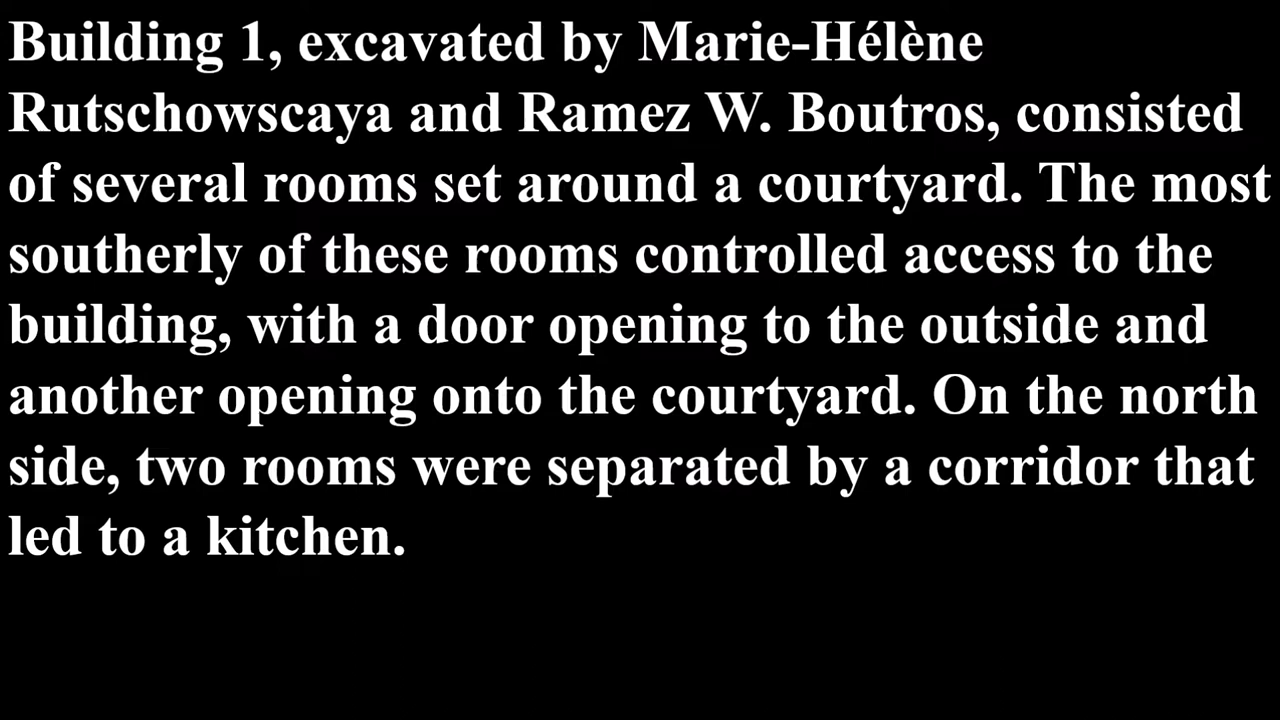 Building 1, excavated by Marie-Hélène
Rutschowscaya and Ramez W. Boutros, consisted
of several rooms set around a courtyard. The most
southerly of these rooms controlled access to the
building, with a door opening to the outside and
another opening onto the courtyard. On the north
side, two rooms were separated by a corridor that
led to a kitchen.